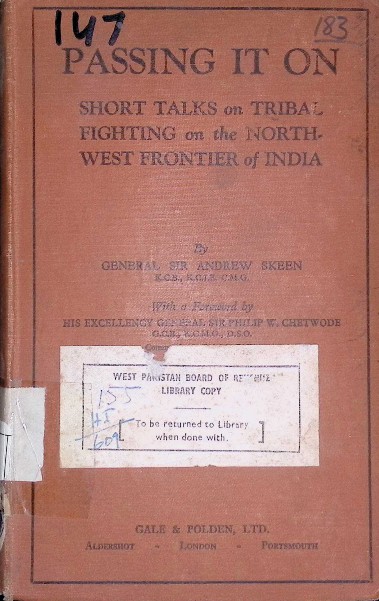 147
183
PASSING IT ON
SHORT TALKS on TRIBAL
FIGHTING on the NORTH-
WEST FRONTIER of INDIA
By
GENERAL SIR ANDREW SKEEN
K.C.B., K.C.I.E. C.M.G.
With a Foreword by
HIS EXCELLENCY GENERAL SIR PHILIP W. CHETWODE
G.C.B., K.C.M.G., D.S.O.
WEST PAKISTAN BOARD OF REVENUE
LIBRARY COPY
155
To be returned to Library
when done with.
GALE & POLDEN, LTD.
ALDERSHOT - LONDON - PORTSMOUTH